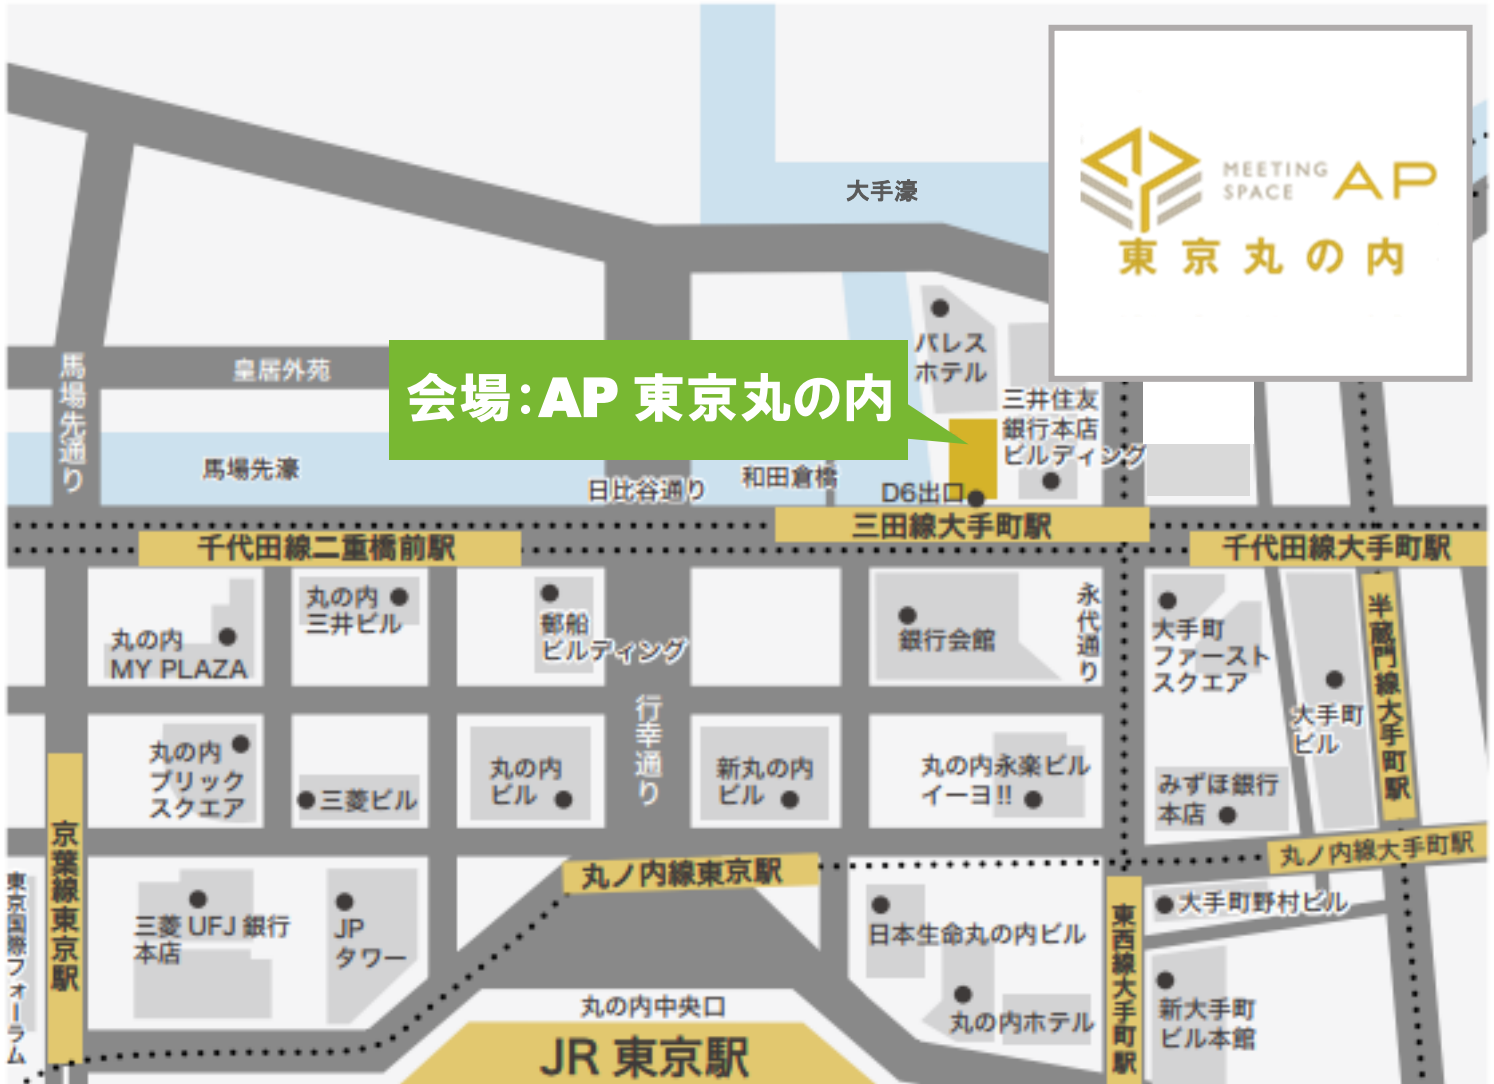 大手濠
MEETING
SPACE
AP
東京丸の内
パレス
ホテル
皇居外苑
馬場先通り
会場：AP 東京丸の内
三井住友
銀行本店
ビルディング
馬場先濠
日比谷通り
和田倉橋
D6出口
三田線大手町駅
千代田線二重橋前駅
千代田線大手町駅
丸の内
MY PLAZA
丸の内
三井ビル
郵船
ビルディング
銀行会館
永代通り
大手町
ファースト
スクエア
半蔵門線大手町駅
大手町
ビル
行幸通り
丸の内
ブリック
スクエア
三菱ビル
丸の内
ビル
新丸の内
ビル
丸の内永楽ビル
イーヨ!!
みずほ銀行
本店
京葉線東京駅
丸ノ内線東京駅
丸ノ内線大手町駅
東京国際フォーラム
三菱 UFJ 銀行
本店
JP
タワー
日本生命丸の内ビル
東西線大手町駅
大手町野村ビル
丸の内中央口
丸の内ホテル
新大手町
ビル本館
JR 東京駅